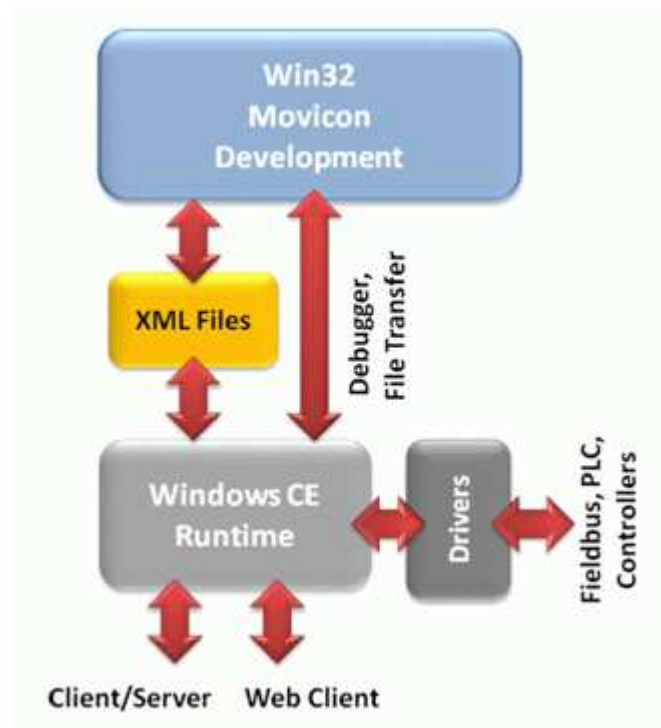 Win32
Movicon
Development
XML Files
Debugger,
File Transfer
Windows CE
Runtime
Drivers
Fieldbus, PLC,
Controllers
Client/Server
Web Client